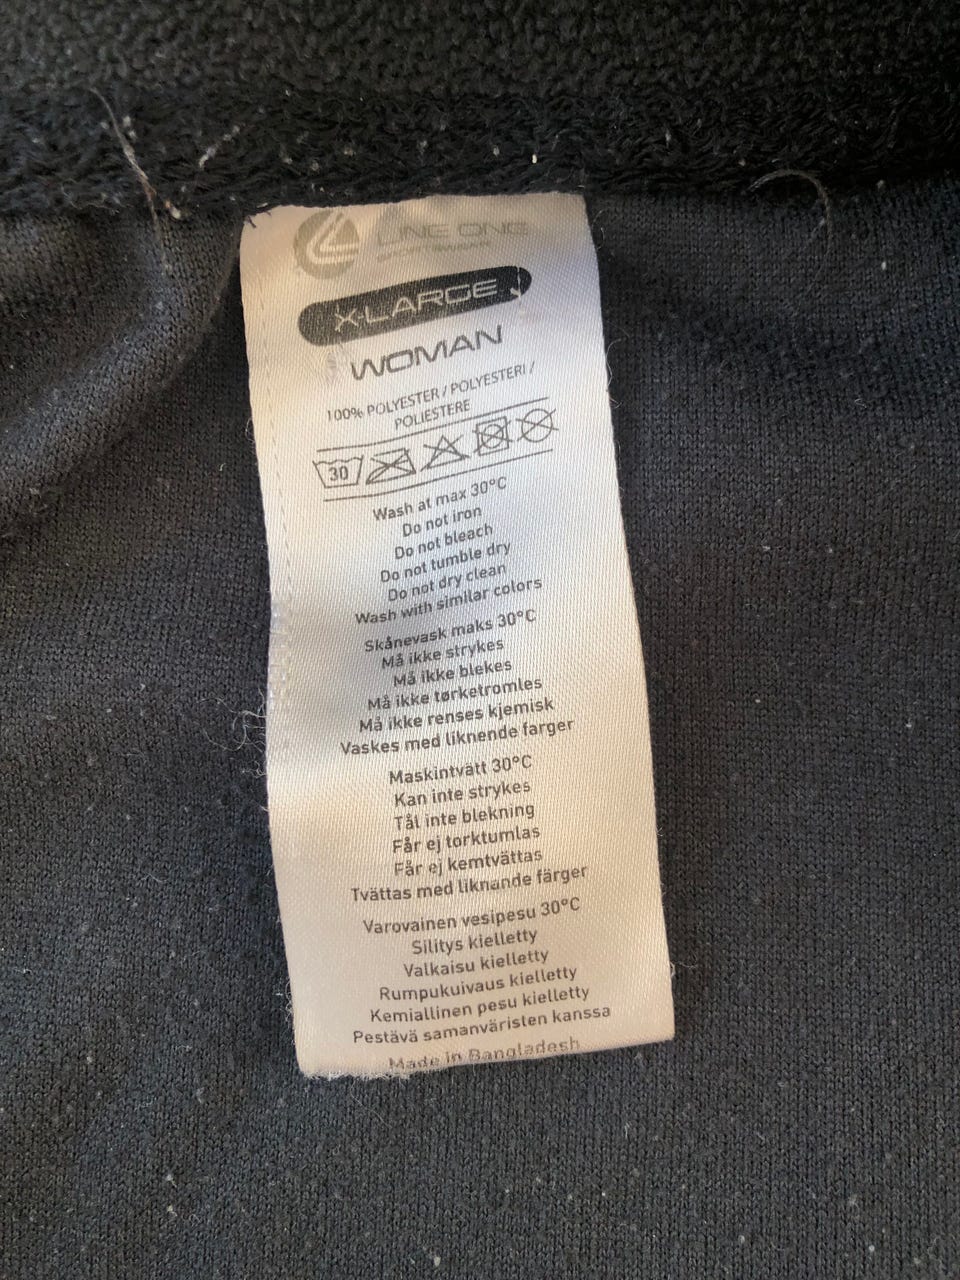 LINE ONE
X-LARGE
WOMAN
100% POLYESTER / POLYESTERI /
POLIESTERE
30
Wash at max 30°C
Do not iron
Do not bleach
Do not tumble dry
Do not dry clean
Wash with similar colors
Skånevask maks 30°C
Må ikke strykes
Må ikke blekes
Må ikke tørketromles
Må ikke renses kjemisk
Vaskes med liknende farger
Maskintvätt 30°C
Kan inte strykes
Tål inte blekning
Får ej torktumlas
Får ej kemtvättas
Tvättas med liknande färger
Varovainen vesipesu 30°C
Silitys kielletty
Valkaisu kielletty
Rumpukuivaus kielletty
Kemiallinen pesu kielletty
Pestävä samanväristen kanssa
Made in Bangladesh